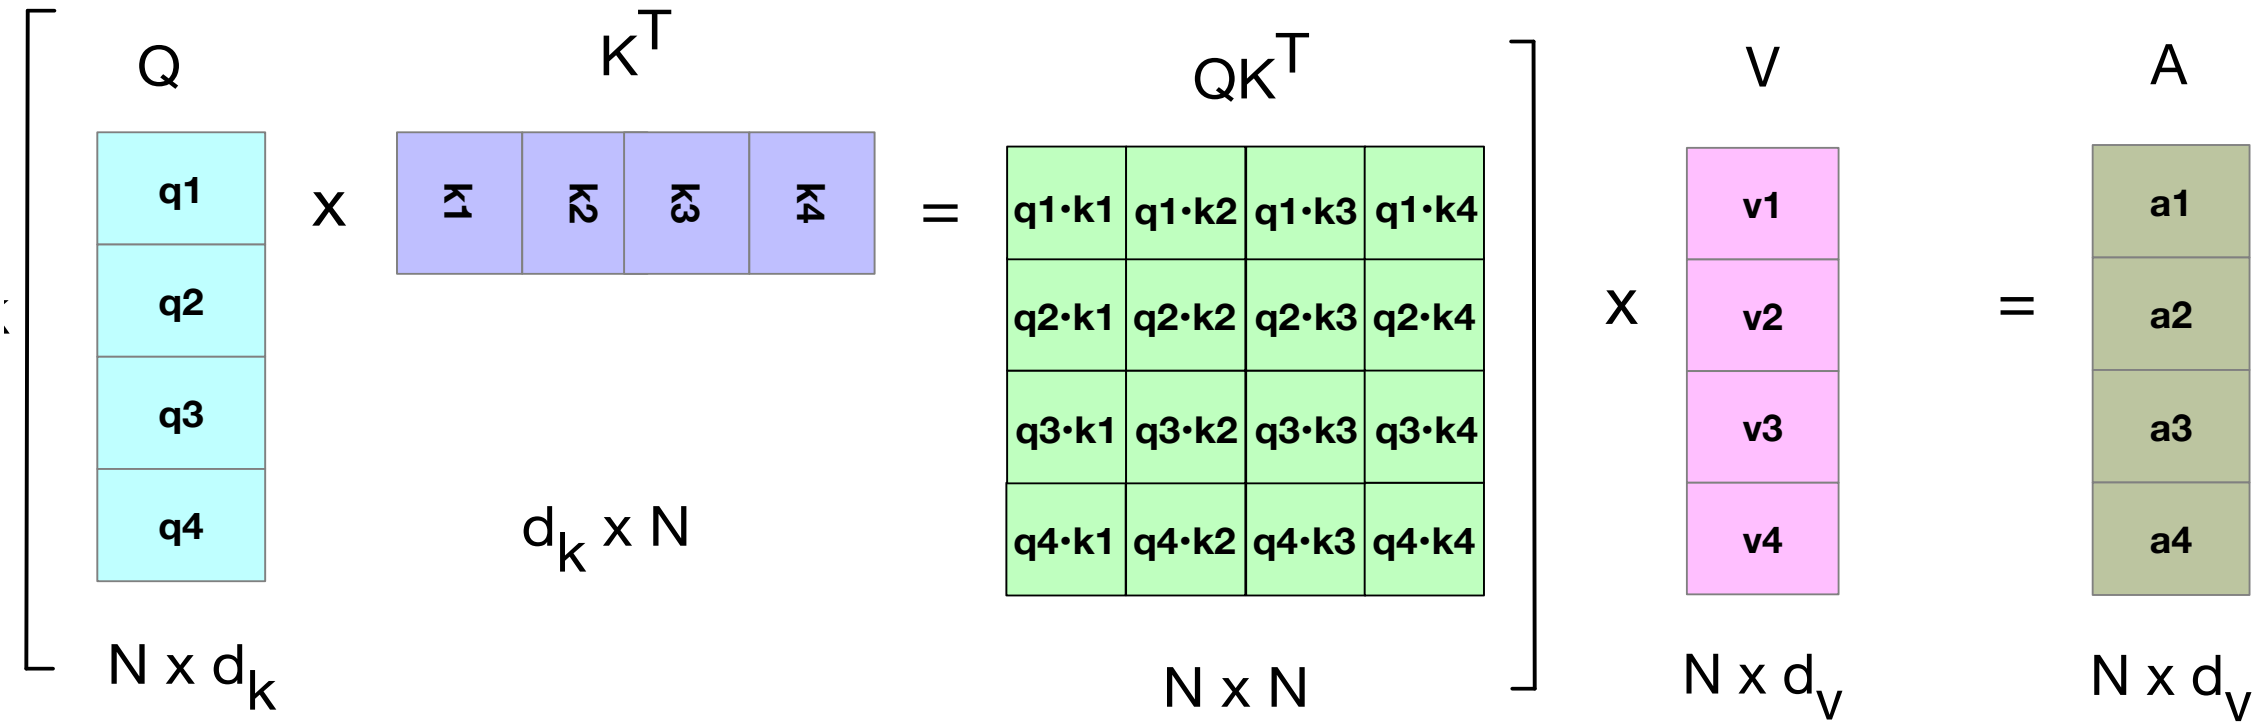 Q
K^T
QK^T
V
A
q1
q2
q3
q4
x
k1 k2 k3 k4
=
q1·k1 q1·k2 q1·k3 q1·k4
q2·k1 q2·k2 q2·k3 q2·k4
q3·k1 q3·k2 q3·k3 q3·k4
q4·k1 q4·k2 q4·k3 q4·k4
x
v1
v2
v3
v4
=
a1
a2
a3
a4
N x d_k
d_k x N
N x N
N x d_v
N x d_v